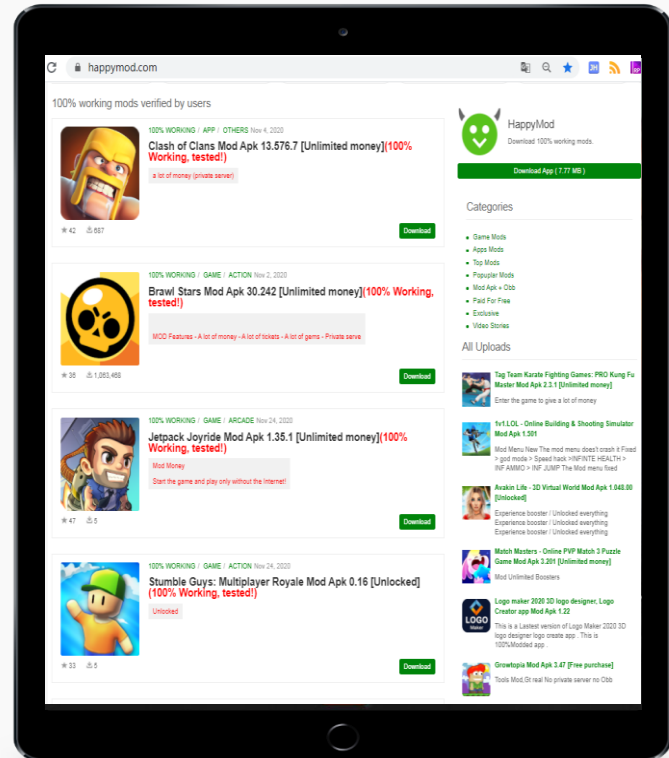 happymod.com
100% working mods verified by users
100% WORKING / APP / OTHERS Nov 4, 2020
Clash of Clans Mod Apk 13.576.7 [Unlimited money](100%
Working, tested!)
a lot of money (private server)
42 687
Download
100% WORKING / GAME / ACTION Nov 2, 2020
Brawl Stars Mod Apk 30.242 [Unlimited money](100% Working,
tested!)
MOD Features - A lot of money - A lot of tickets - A lot of gems - Private serve
36 1,063,468
Download
100% WORKING / GAME / ARCADE Nov 24, 2020
Jetpack Joyride Mod Apk 1.35.1 [Unlimited money](100%
Working, tested!)
Mod Money
Start the game and play only without the Internet!
47 5
Download
100% WORKING / GAME / ACTION Nov 24, 2020
Stumble Guys: Multiplayer Royale Mod Apk 0.16 [Unlocked]
(100% Working, tested!)
Unlocked
33 5
Download
HappyMod
Download 100% working mods.
Download App ( 7.77 MB )
Categories
Game Mods
Apps Mods
Top Mods
Popuplar Mods
Mod Apk + Obb
Paid For Free
Exclusive
Video Stories
All Uploads
Tag Team Karate Fighting Games: PRO Kung Fu
Master Mod Apk 2.3.1 [Unlimited money]
Enter the game to give a lot of money
1v1.LOL - Online Building & Shooting Simulator
Mod Apk 1.501
Mod Menu New The mod menu does't crash it Fixed
> god mode > Speed hack >INFINTE HEALTH >
INF AMMO > INF JUMP The Mod menu fixed
Avakin Life - 3D Virtual World Mod Apk 1.048.00
[Unlocked]
Experience booster / Unlocked everything
Experience booster / Unlocked everything
Experience booster / Unlocked everything
Match Masters - Online PVP Match 3 Puzzle
Game Mod Apk 3.201 [Unlimited money]
Mod Unlimited Boosters
LOGO
Maker
Logo maker 2020 3D logo designer, Logo
Creator app Mod Apk 1.22
This is a Lastest version of Logo Maker 2020 3D
logo designer logo create app . This is
100%Modded app .
Growtopia Mod Apk 3.47 [Free purchase]
Tools Mod,Gt real No private server no Obb